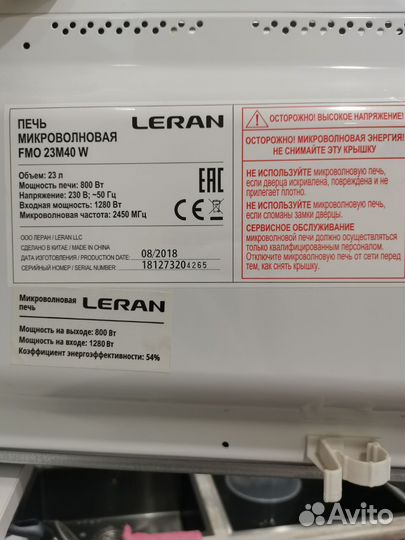 ПЕЧЬ
МИКРОВОЛНОВАЯ
FMO 23M40 W
LERAN
Объем: 23 л
Мощность печи: 800 Вт
Напряжение: 230 В; ~50 Гц
Входная мощность: 1280 Вт
Микроволновая частота: 2450 МГц
EAC
CE
ООО ЛЕРАН / LERAN LLC
СДЕЛАНО В КИТАЕ / MADE IN CHINA
ДАТА ИЗГОТОВЛЕНИЯ / PRODUCTION DATE 08/2018
СЕРИЙНЫЙ НОМЕР / SERIAL NUMBER 181273204265
ОСТОРОЖНО! ВЫСОКОЕ НАПРЯЖЕНИЕ!
ОСТОРОЖНО! МИКРОВОЛНОВАЯ ЭНЕРГИЯ!
НЕ СНИМАЙТЕ ЭТУ КРЫШКУ
НЕ ИСПОЛЬЗУЙТЕ микроволновую печь,
если дверца искривлена, повреждена и не
прилегает плотно.
НЕ ИСПОЛЬЗУЙТЕ микроволновую печь,
если сломаны замки дверцы.
СЕРВИСНОЕ ОБСЛУЖИВАНИЕ
микроволновой печи должно осуществляться
только квалифицированным персоналом.
Отключите микроволновую печь от сети перед
тем, как снять крышку.
Микроволновая
печь
LERAN
Мощность на выходе: 800 Вт
Мощность на входе: 1280 Вт
Коэффициент энергоэффективности: 54%
Avito